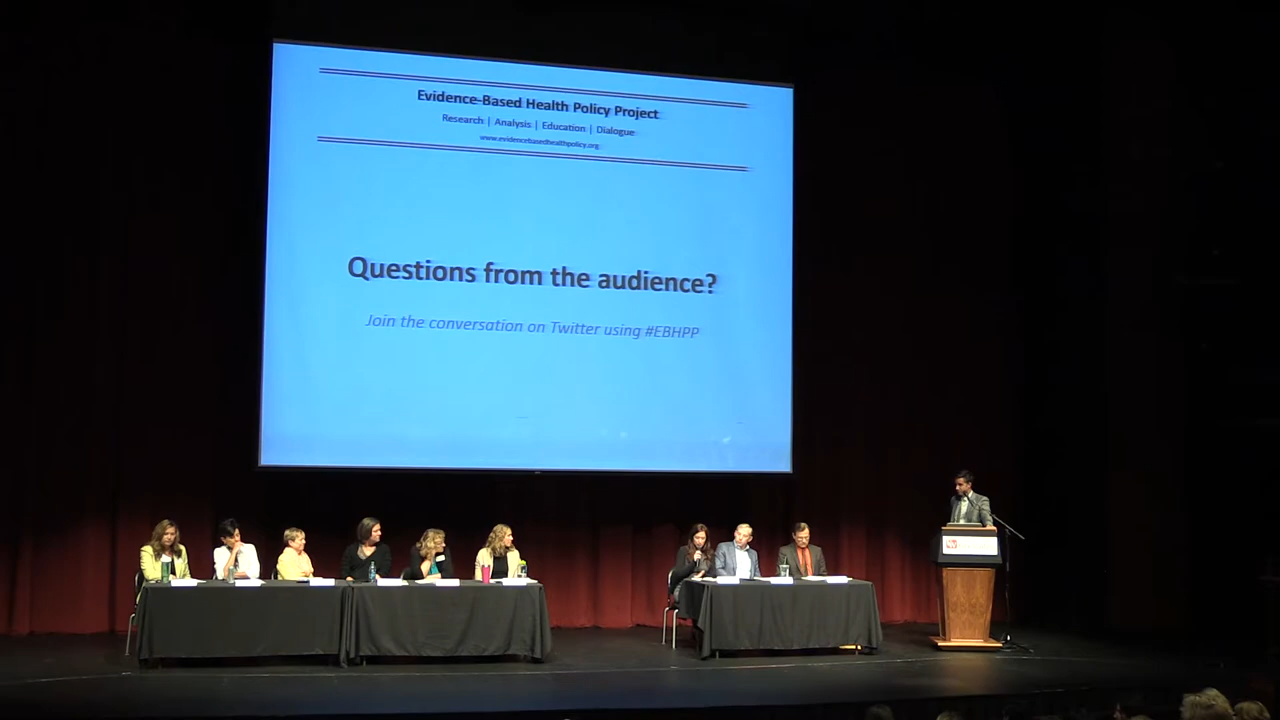 Evidence-Based Health Policy Project
Research | Analysis | Education | Dialogue
www.evidencebasedhealthpolicy.org
Questions from the audience?
Join the conversation on Twitter using #EBHPP